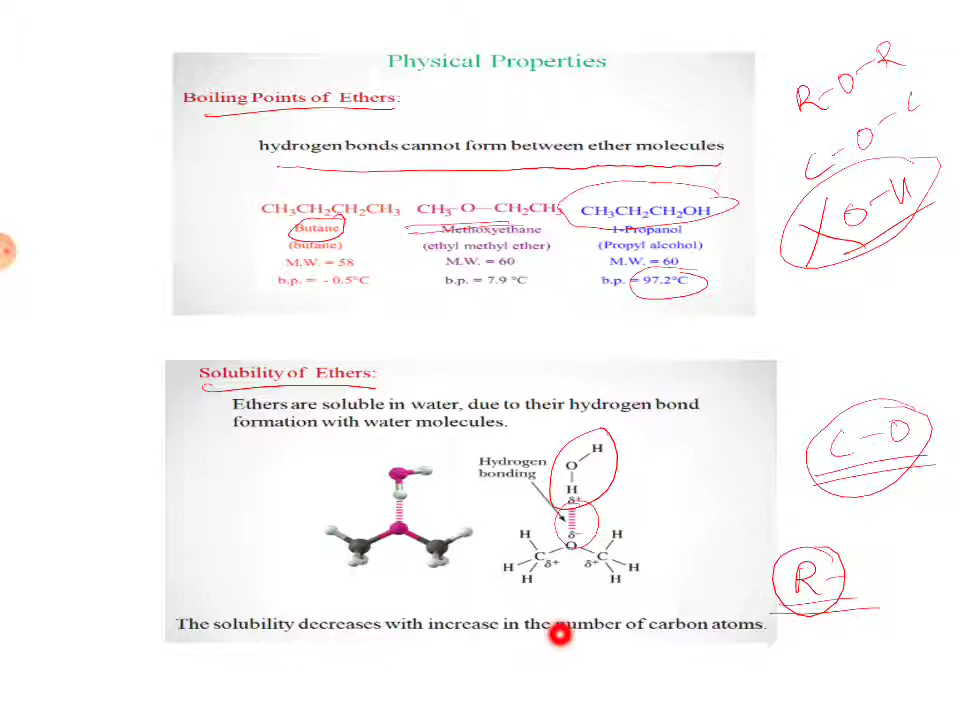 Physical Properties
Boiling Points of Ethers:
hydrogen bonds cannot form between ether molecules
CH3CH2CH2CH3 CH3-O-CH2CH3 CH3CH2CH2OH
Butane Methoxyethane 1-Propanol
(butane) (ethyl methyl ether) (Propyl alcohol)
M.W. = 58 M.W. = 60 M.W. = 60
b.p. = - 0.5°C b.p. = 7.9 °C b.p. = 97.2°C
R-O-R
C-O-
O-H
Solubility of Ethers:
Ethers are soluble in water, due to their hydrogen bond
formation with water molecules.
Hydrogen
bonding
H
O
H
δ+
δ-
H O H
C C
δ+ δ+
H H
H H
C-O
R-
The solubility decreases with increase in the number of carbon atoms.